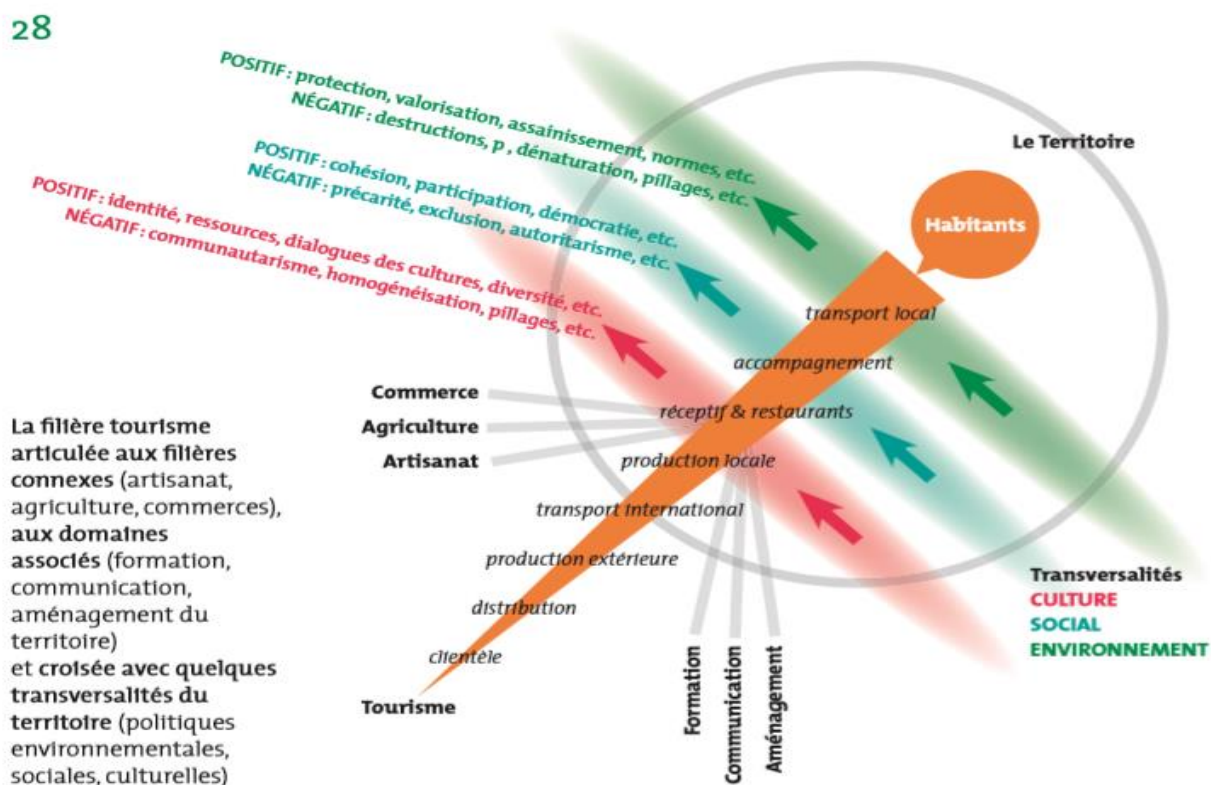 28
POSITIF : protection, valorisation, assainissement, normes, etc.
NÉGATIF : destructions, p , dénaturation, pillages, etc.
POSITIF : cohésion, participation, démocratie, etc.
NÉGATIF : précarité, exclusion, autoritarisme, etc.
POSITIF : identité, ressources, dialogues des cultures, diversité, etc.
NÉGATIF : communautarisme, homogénéisation, pillages, etc.
Le Territoire
Habitants
transport local
accompagnement
réceptif & restaurants
production locale
transport international
production extérieure
distribution
clientèle
Tourisme
Commerce
Agriculture
Artisanat
Formation
Communication
Aménagement
Transversalités
CULTURE
SOCIAL
ENVIRONNEMENT
La filière tourisme
articulée aux filières
connexes (artisanat,
agriculture, commerces),
aux domaines
associés (formation,
communication,
aménagement du
territoire)
et croisée avec quelques
transversalités du
territoire (politiques
environnementales,
sociales, culturelles)